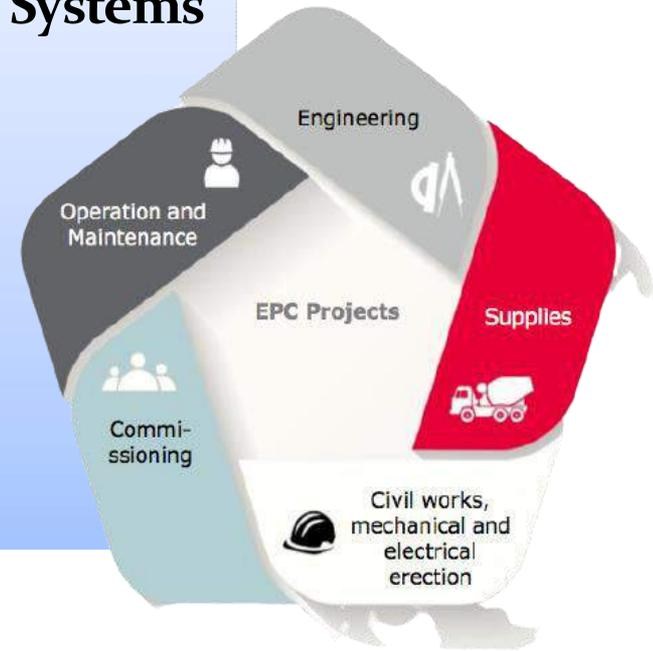 Systems
Engineering
Operation and
Maintenance
EPC Projects
Supplies
Commi-
ssioning
Civil works,
mechanical and
electrical
erection